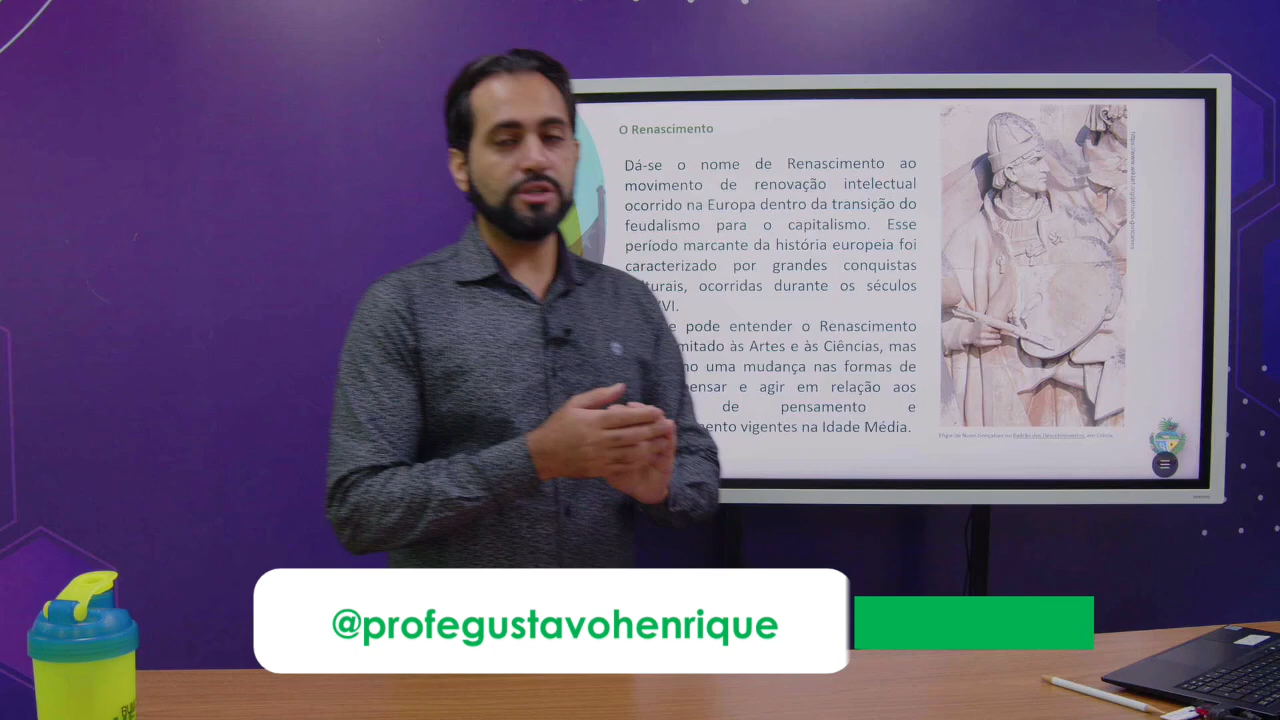 O Renascimento
Dá-se o nome de Renascimento ao
movimento de renovação intelectual
ocorrido na Europa dentro da transição do
feudalismo para o capitalismo. Esse
período marcante da história europeia foi
caracterizado por grandes conquistas
turais, ocorridas durante os séculos
VI.
e pode entender o Renascimento
mitado às Artes e às Ciências, mas
no uma mudança nas formas de
ensar e agir em relação aos
de pensamento e
mento vigentes na Idade Média.
@profegustavohenrique